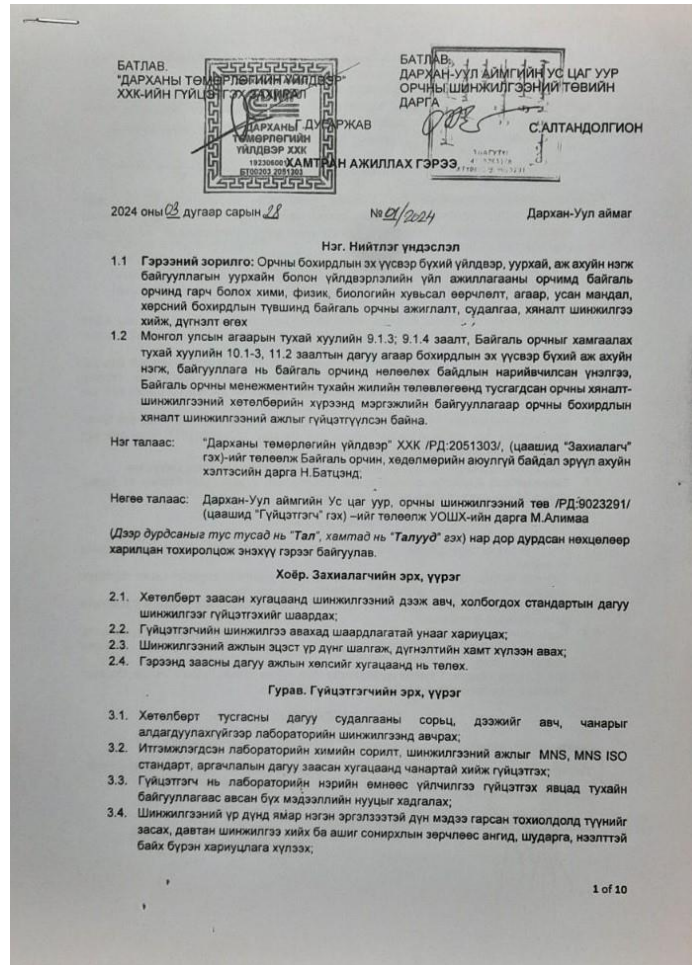 БАТЛАВ.
"ДАРХАНЫ ТӨМӨРЛӨГИЙН ҮЙЛДВЭР"
ХХК-ИЙН ГҮЙЦЭТГЭХ ЗАХИРАЛ
Г.ДУГАРЖАВ
БАТЛАВ.
ДАРХАН-УУЛ АЙМГИЙН УС ЦАГ УУР
ОРЧНЫ ШИНЖИЛГЭЭНИЙ ТӨВИЙН
ДАРГА
С.АЛТАНДОЛГИОН
ДАРХАНЫ
ТӨМӨРЛӨГИЙН
ҮЙЛДВЭР ХХК
192306001
БТ00203 2051303
ХАМТРАН АЖИЛЛАХ ГЭРЭЭ
2024 оны 03 дугаар сарын 28 №01/2024 Дархан-Уул аймаг
Нэг. Нийтлэг үндэслэл
1.1 Гэрээний зорилго: Орчны бохирдлын эх үүсвэр бүхий үйлдвэр, уурхай, аж ахуйн нэгж
байгууллагын уурхайн болон үйлдвэрлэлийн үйл ажиллагааны орчимд байгаль
орчинд гарч болох хими, физик, биологийн хувьсал өөрчлөлт, агаар, усан мандал,
хөрсний бохирдлын түвшинд байгаль орчны ажиглалт, судалгаа, хяналт шинжилгээ
хийж, дүгнэлт өгөх
1.2 Монгол улсын агаарын тухай хуулийн 9.1.3; 9.1.4 заалт, Байгаль орчныг хамгаалах
тухай хуулийн 10.1-3, 11.2 заалтын дагуу агаар бохирдлын эх үүсвэр бүхий аж ахуй
нэгж, байгууллага нь байгаль орчинд нөлөөлөх байдлын нарийвчилсан үнэлгээ,
Байгаль орчны менежментийн тухайн жилийн төлөвлөгөөнд тусгагдсан орчны хяналт-
шинжилгээний хөтөлбөрийн хүрээнд мэргэжлийн байгууллагаар орчны бохирдлын
хяналт шинжилгээний ажлыг гүйцэтгүүлсэн байна.
Нэг талаас: "Дарханы төмөрлөгийн үйлдвэр" ХХК /РД:2051303/, (цаашид "Захиалагч"
гэх)-ийг төлөөлж Байгаль орчин, хөдөлмөрийн аюулгүй байдал эрүүл ахуйн
хэлтэсийн дарга Н.Батцэнд;
Нөгөө талаас: Дархан-Уул аймгийн Ус цаг уур, орчны шинжилгээний төв /РД:9023291/
(цаашид "Гүйцэтгэгч" гэх) –ийг төлөөлж УОШХ-ийн дарга М.Алимаа
(Дээр дурдсаныг тус тусад нь "Тал", хамтад нь "Талууд" гэх) нар дор дурдсан нөхцөлөөр
харилцан тохиролцож энэхүү гэрээг байгуулав.
Хоёр. Захиалагчийн эрх, үүрэг
2.1. Хөтөлбөрт заасан хугацаанд шинжилгээний дээж авч, холбогдох стандартын дагуу
шинжилгээг гүйцэтгэхийг шаардах;
2.2. Гүйцэтгэгчийн шинжилгээ авахад шаардлагатай унааг хариуцах;
2.3. Шинжилгээний ажлын эцэст үр дүнг шалгаж, дүгнэлтийн хамт хүлээн авах;
2.4. Гэрээнд заасны дагуу ажлын хөлсийг хугацаанд нь төлөх.
Гурав. Гүйцэтгэгчийн эрх, үүрэг
3.1. Хөтөлбөрт тусгасны дагуу судалгааны сорьц, дээжийг авч, чанарыг
алдагдуулахгүйгээр лабораторийн шинжилгээнд авчрах;
3.2. Итгэмжлэгдсэн лабораторийн химийн сорилт, шинжилгээний ажлыг MNS, MNS ISO
стандарт, аргачлалын дагуу заасан хугацаанд чанартай хийж гүйцэтгэх;
3.3. Гүйцэтгэгч нь лабораторийн нэрийн өмнөөс үйлчилгээ гүйцэтгэх явцад тухайн
байгууллагаас авсан бүх мэдээллийн нууцыг хадгалах;
3.4. Шинжилгээний үр дүнд ямар нэгэн эргэлзээтэй дүн мэдээ гарсан тохиолдолд түүнийг
засах, давтан шинжилгээ хийх ба ашиг сонирхлын зөрчлөөс ангид, шударга, нээлттэй
байх бүрэн хариуцлага хүлээх;
1 of 10